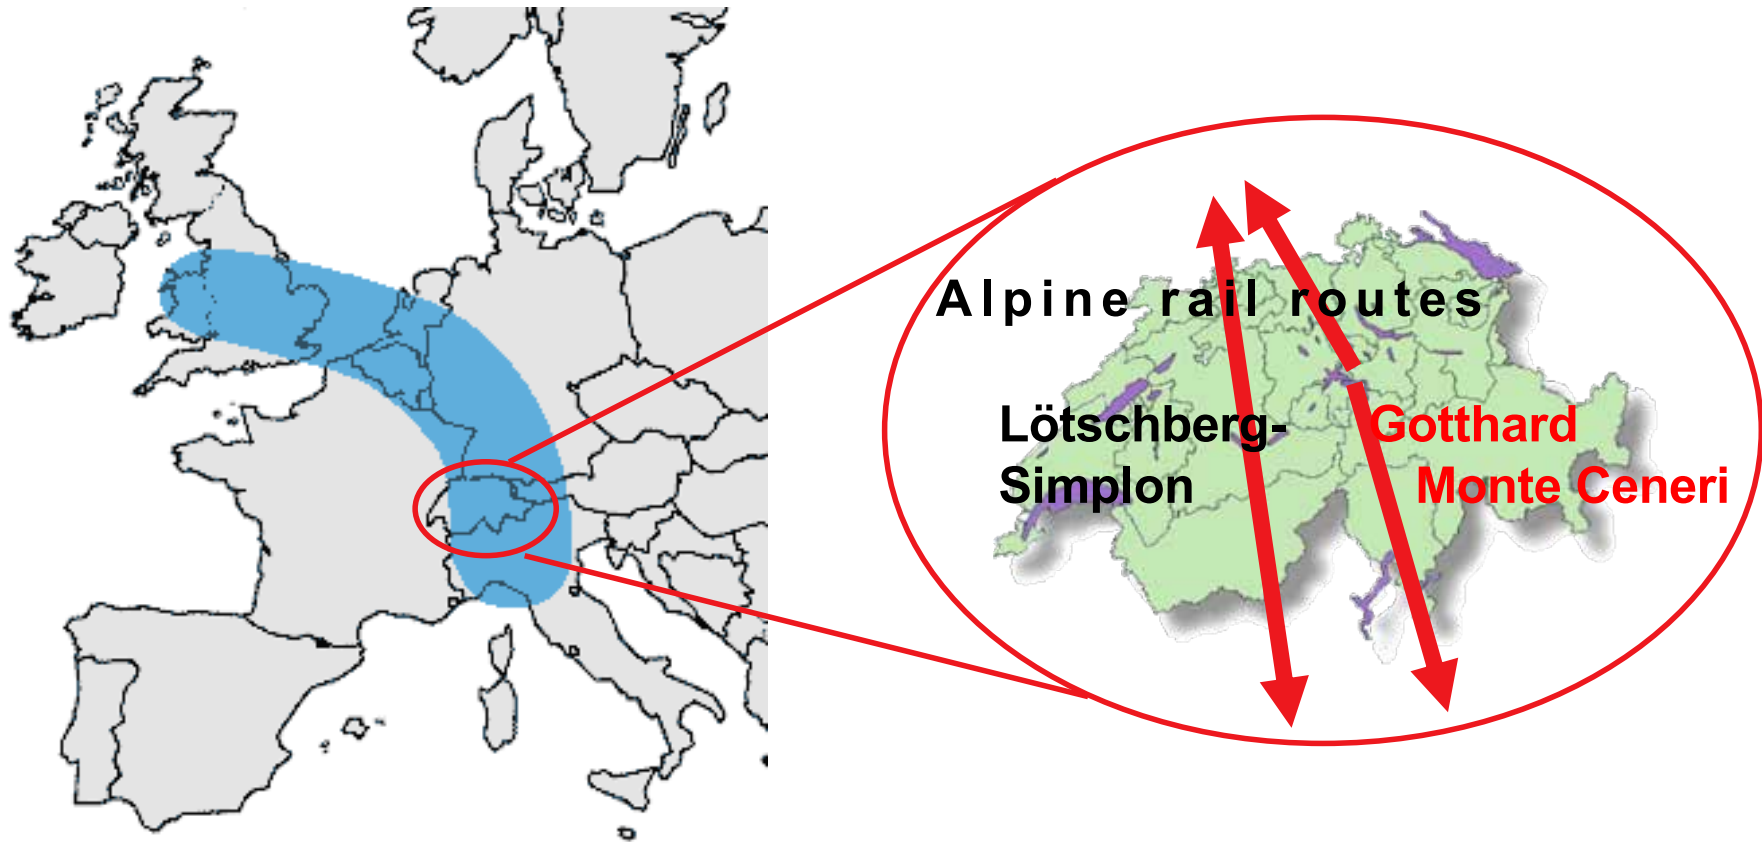 Alpine rail routes
Lötschberg-
Simplon
Gotthard
Monte Ceneri